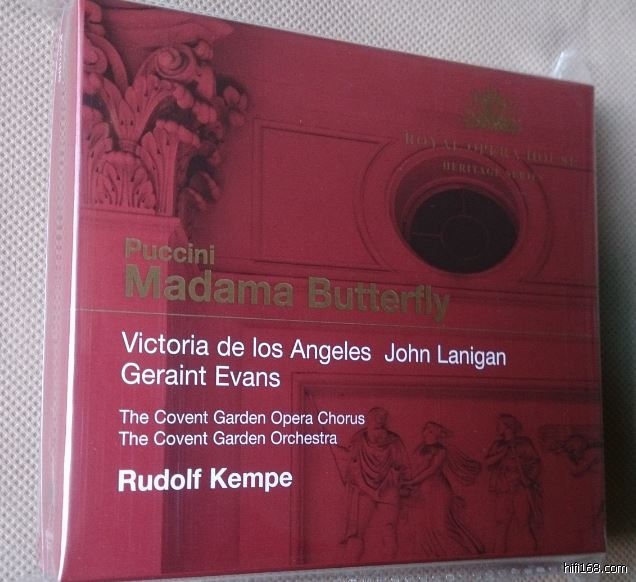 ROYAL OPERA HOUSE
HERITAGE SERIES
Puccini
Madama Butterfly
Victoria de los Angeles John Lanigan
Geraint Evans
The Covent Garden Opera Chorus
The Covent Garden Orchestra
Rudolf Kempe
hifi168.com